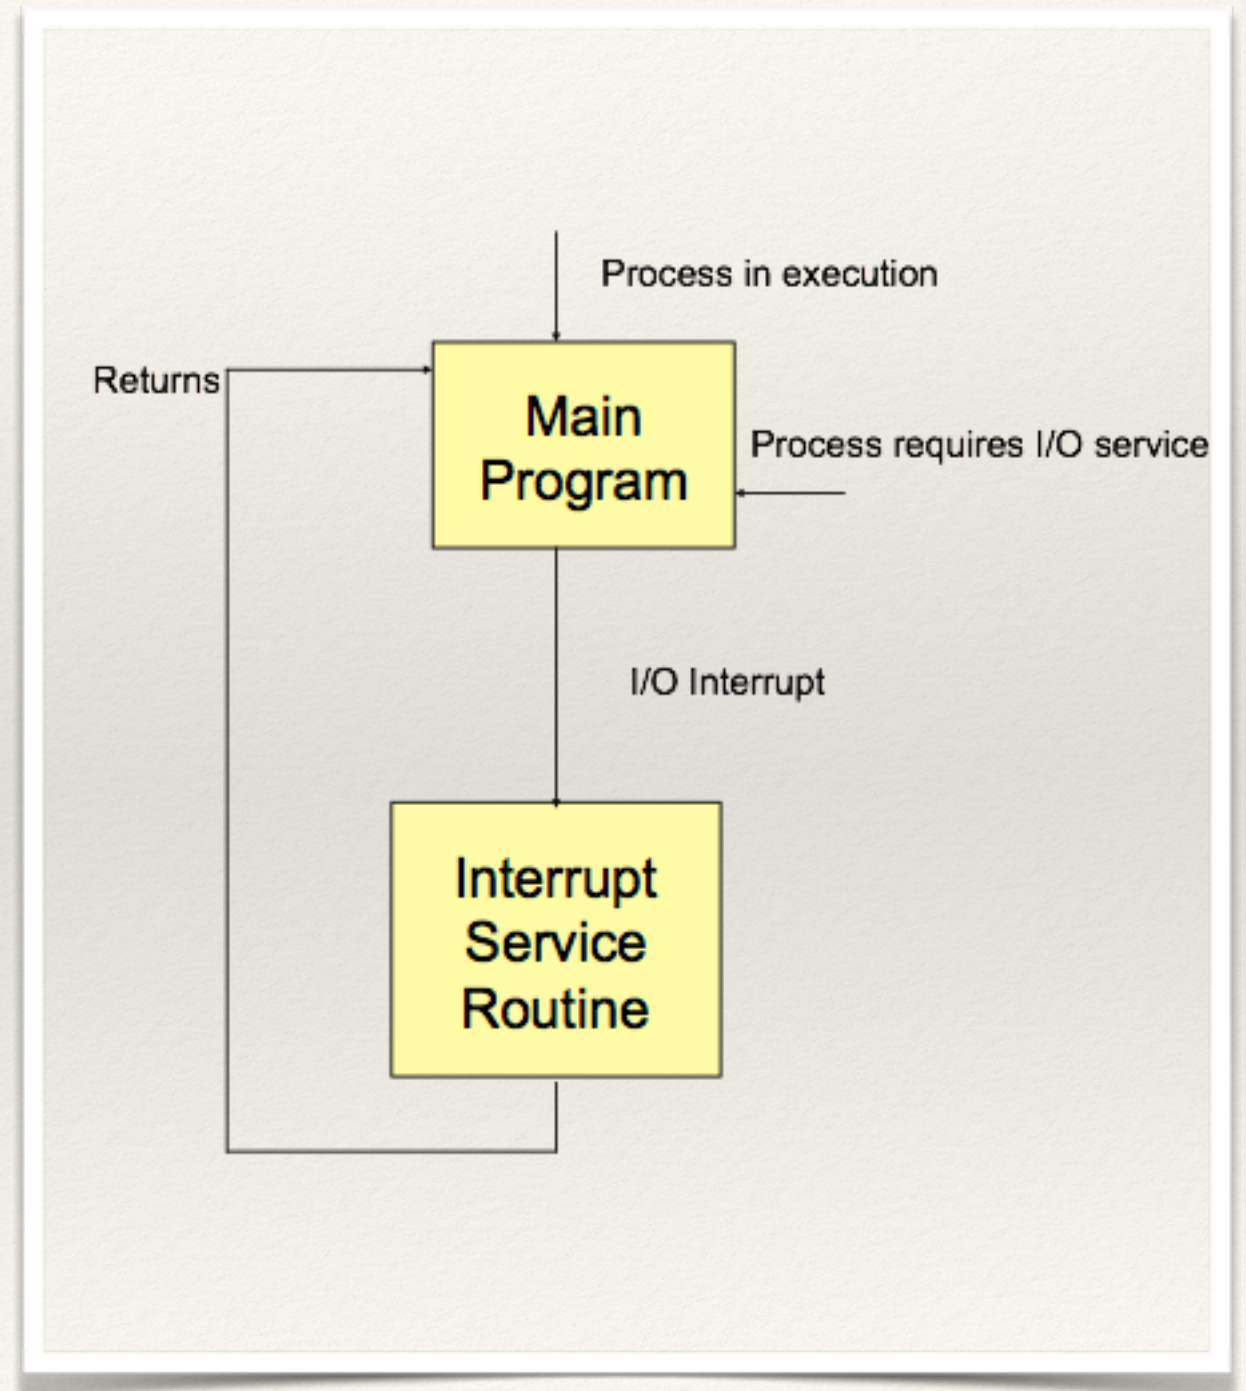 Process in execution
Returns
Main
Program
Process requires I/O service
I/O Interrupt
Interrupt
Service
Routine